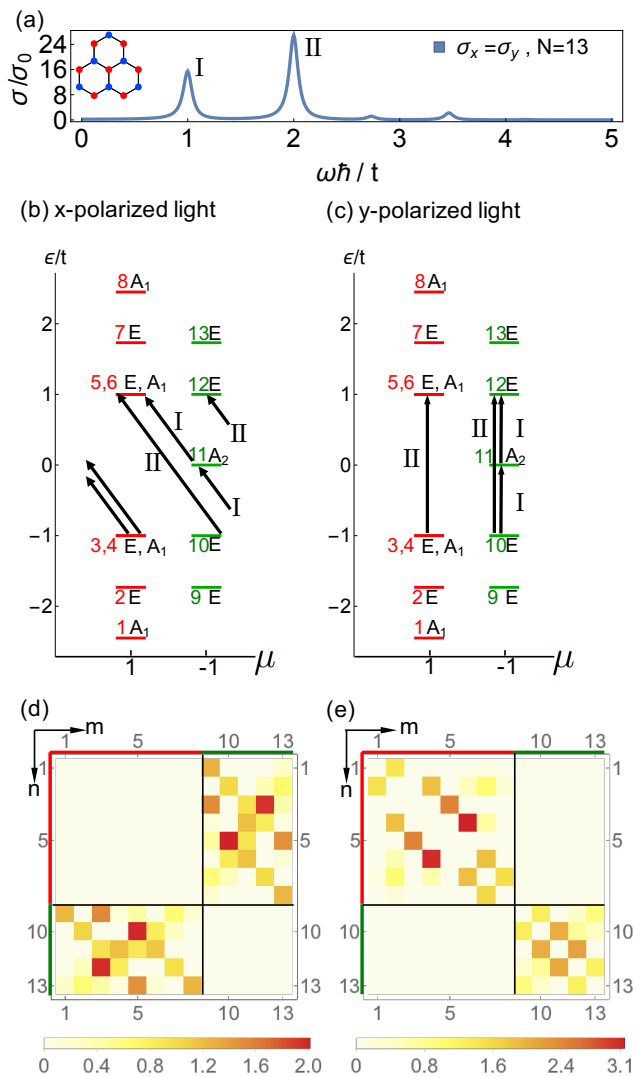 (a)
σ/σ0
24
16
8
0
I
II
σx =σy , N=13
0 1 2 3 4 5
ωħ / t
(b) x-polarized light
(c) y-polarized light
ϵ/t
ϵ/t
8 A1
8 A1
7 E
13 E
7 E
13 E
2
2
5,6 E, A1
12 E
5,6 E, A1
12 E
1
1
I
II
II
II
II
I
11 A2
11 A2
0
0
I
I
3,4 E, A1
10 E
3,4 E, A1
10 E
−1
−1
2 E
9 E
2 E
9 E
−2
−2
1 A1
1 A1
1 -1 μ
1 -1 μ
(d)
m
n
1 5 10 13
1
5
10
13
1
5
10
13
1 5 10 13
0 0.4 0.8 1.2 1.6 2.0
(e)
m
n
1 5 10 13
1
5
10
13
1 5 10 13
0 0.8 1.6 2.4 3.1